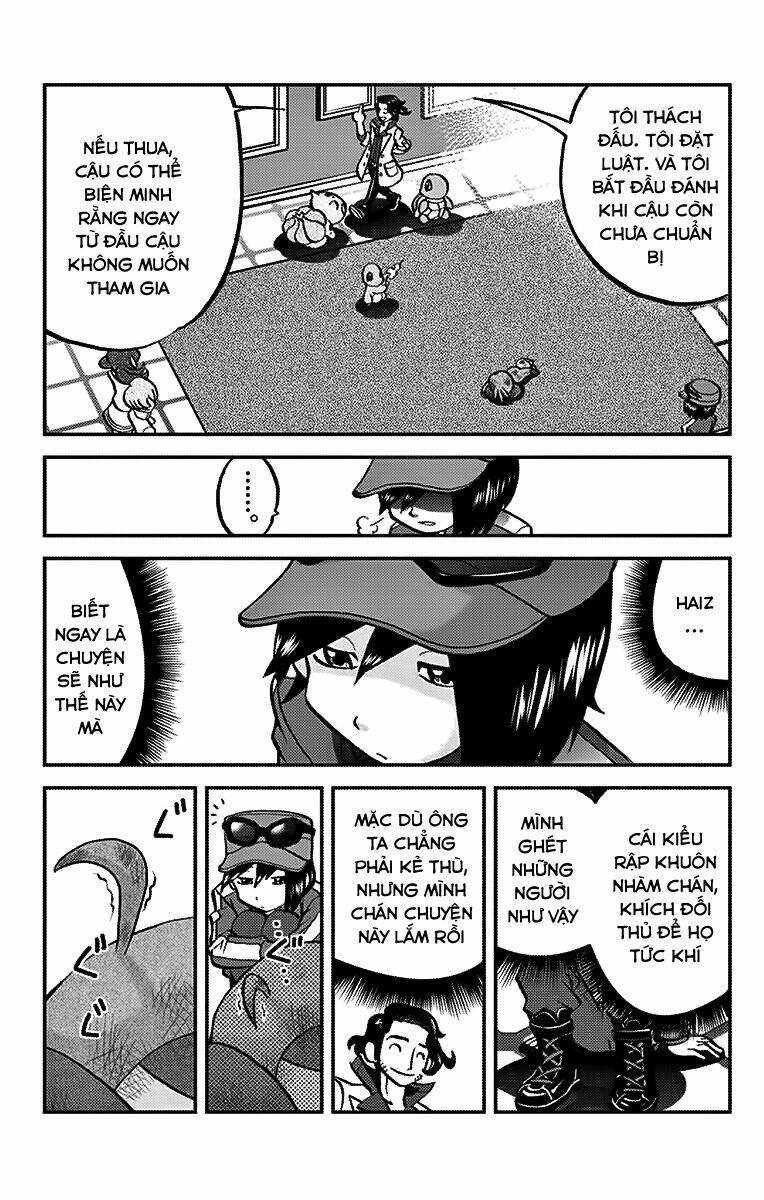 TÔI THÁCH
ĐẤU. TÔI ĐẶT
LUẬT. VÀ TÔI
BẮT ĐẦU ĐÁNH
KHI CẬU CÒN
CHƯA CHUẨN
BỊ
NẾU THUA,
CẬU CÓ THỂ
BIỆN MINH
RẰNG NGAY
TỪ ĐẦU CẬU
KHÔNG MUỐN
THAM GIA
......。
HAIZ
...
BIẾT
NGAY LÀ
CHUYỆN
SẼ NHƯ
THẾ NÀY
MÀ
CÁI KIỂU
RẬP KHUÔN
NHÀM CHÁN,
KHÍCH ĐỐI
THỦ ĐỂ HỌ
TỨC KHÍ
MÌNH
GHÉT
NHỮNG
NGƯỜI
NHƯ VẬY
MẶC DÙ ÔNG
TA CHẲNG
PHẢI KẺ THÙ,
NHƯNG MÌNH
CHÁN CHUYỆN
NÀY LẮM RỒI
ぐ
ぐ